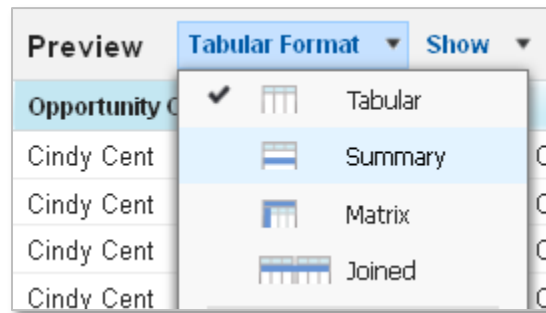 Preview Tabular Format Show
Opportunity
Tabular
Cindy Cent
Summary
Cindy Cent
Matrix
Cindy Cent
Joined
Cindy Cent